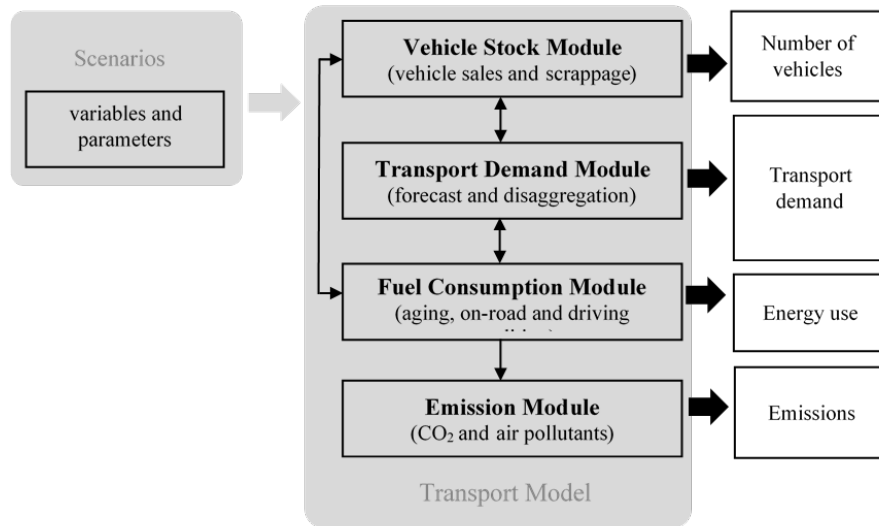 Scenarios
variables and
parameters
Vehicle Stock Module
(vehicle sales and scrappage)
Number of
vehicles
Transport Demand Module
(forecast and disaggregation)
Transport
demand
Fuel Consumption Module
(aging, on-road and driving
Energy use
Emission Module
(CO₂ and air pollutants)
Emissions
Transport Model